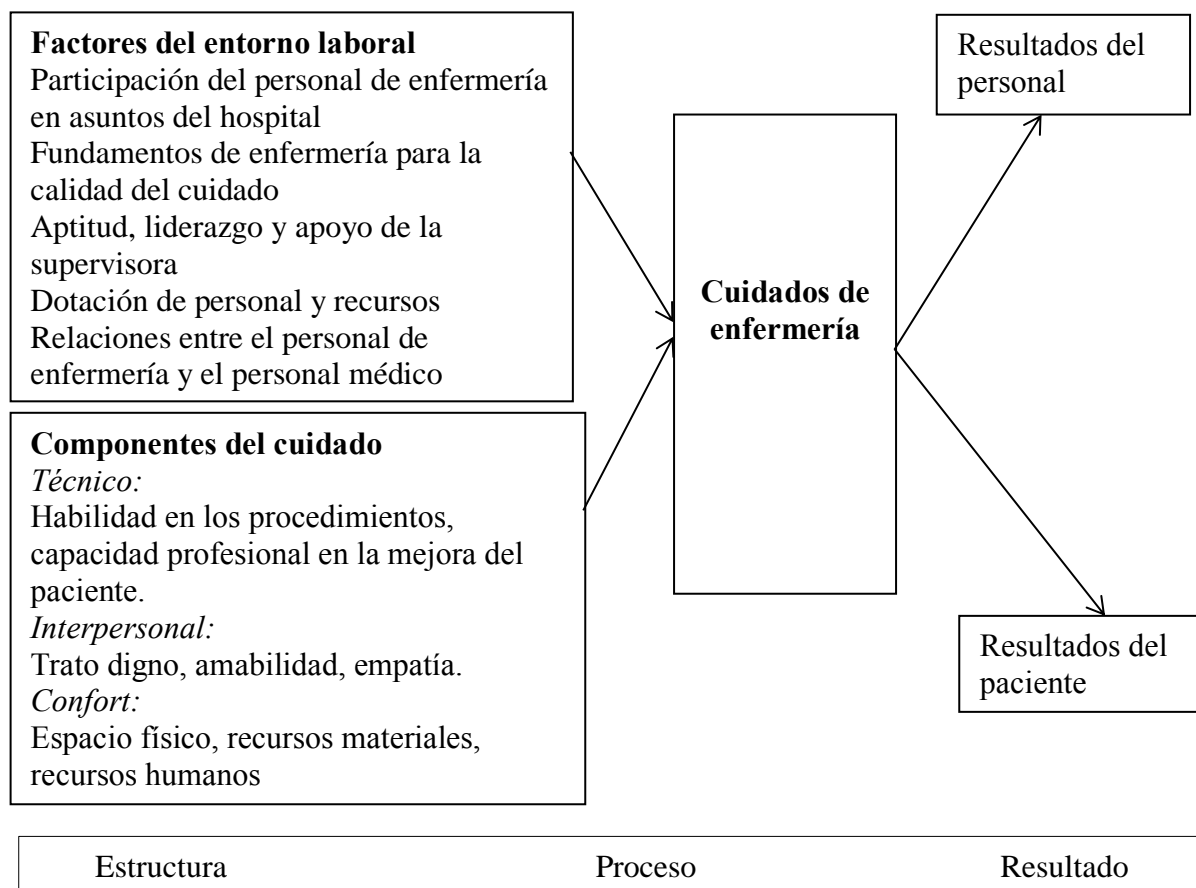 Factores del entorno laboral
Participación del personal de enfermería
en asuntos del hospital
Fundamentos de enfermería para la
calidad del cuidado
Aptitud, liderazgo y apoyo de la
supervisora
Dotación de personal y recursos
Relaciones entre el personal de
enfermería y el personal médico
Componentes del cuidado
Técnico:
Habilidad en los procedimientos,
capacidad profesional en la mejora del
paciente.
Interpersonal:
Trato digno, amabilidad, empatía.
Confort:
Espacio físico, recursos materiales,
recursos humanos
Cuidados de
enfermería
Resultados del
personal
Resultados del
paciente
Estructura Proceso Resultado